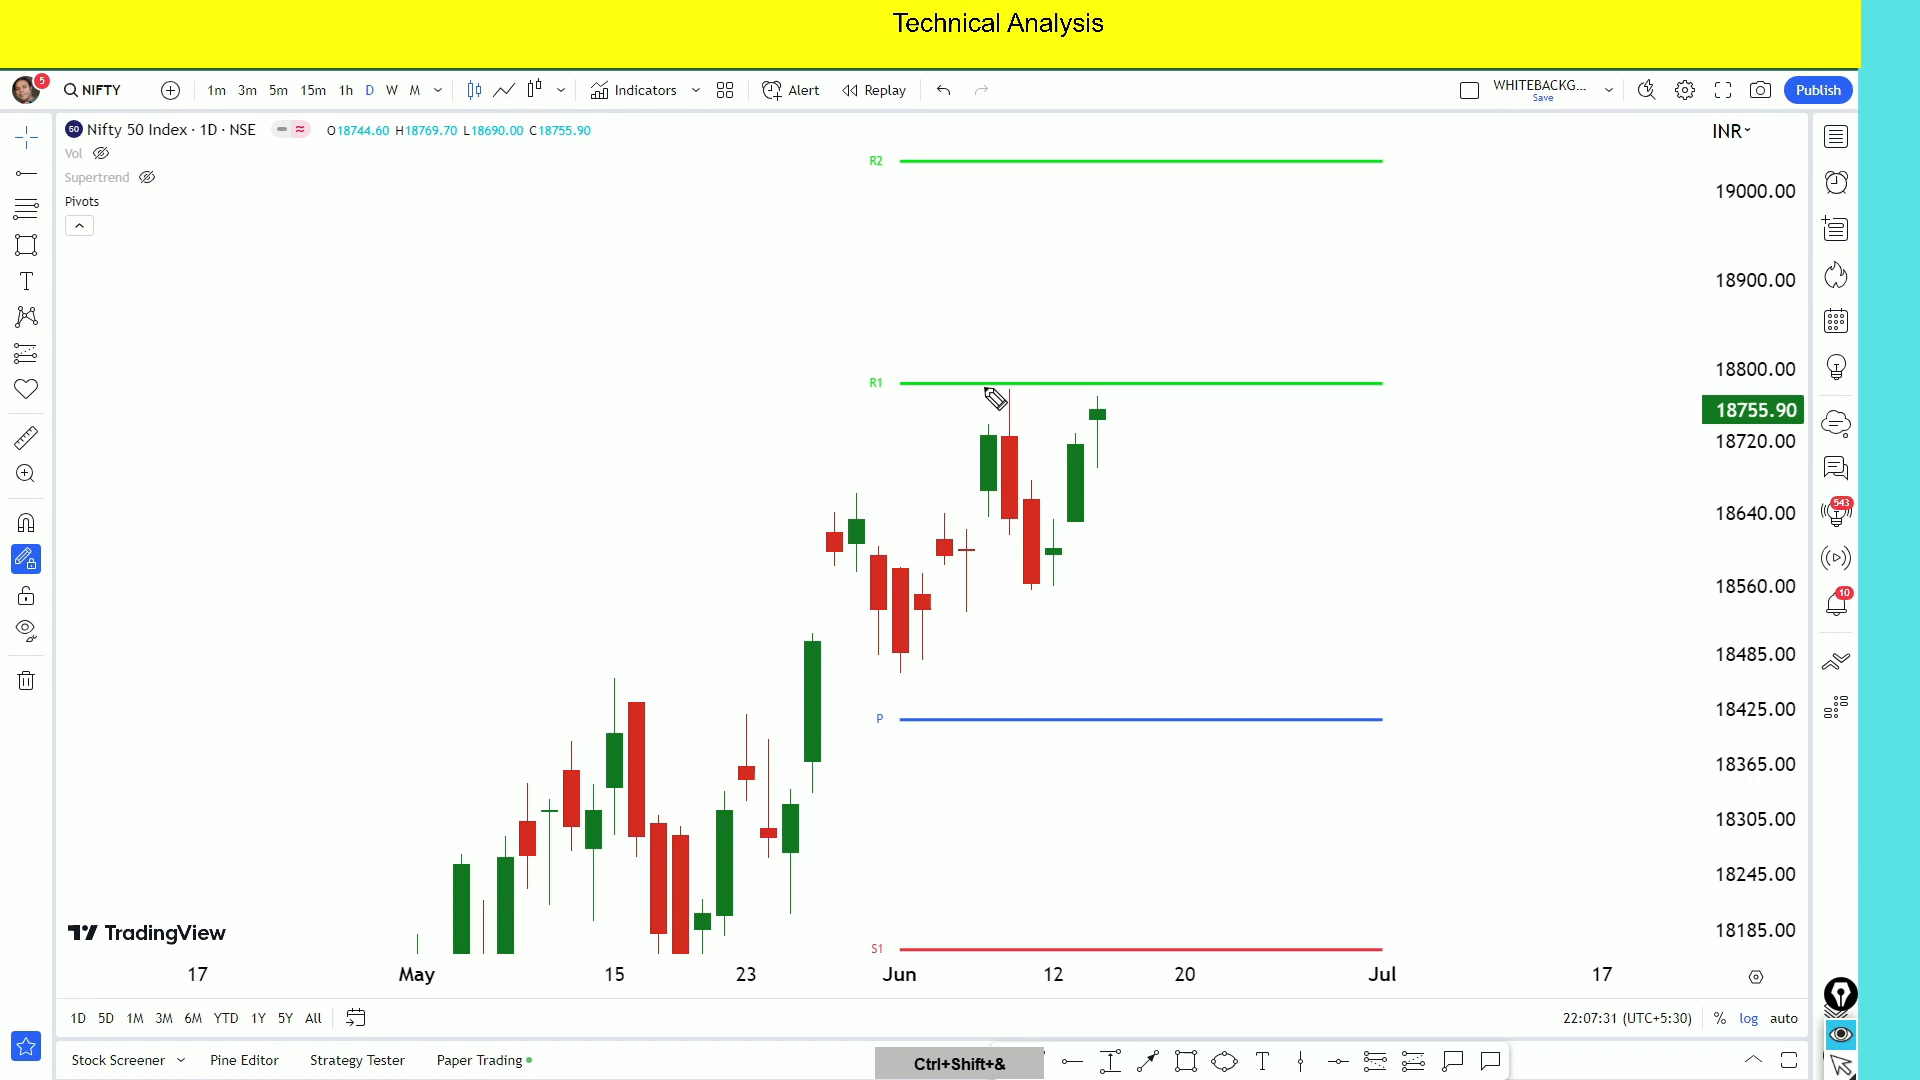 Technical Analysis
5
NIFTY
1m 3m 5m 15m 1h D W M
Indicators
Alert
Replay
WHITEBACKG...
Save
Publish
50 Nifty 50 Index · 1D · NSE
O18744.60 H18769.70 L18690.00 C18755.90
INR
Vol
Supertrend
Pivots
R2
19000.00
18900.00
18800.00
R1
18755.90
18720.00
18640.00
18560.00
18485.00
18425.00
P
18365.00
18305.00
18245.00
18185.00
S1
543
10
TradingView
17 May 15 23 Jun 12 20 Jul 17
1D 5D 1M 3M 6M YTD 1Y 5Y All
22:07:31 (UTC+5:30) % log auto
Stock Screener Pine Editor Strategy Tester Paper Trading
Ctrl+Shift+&